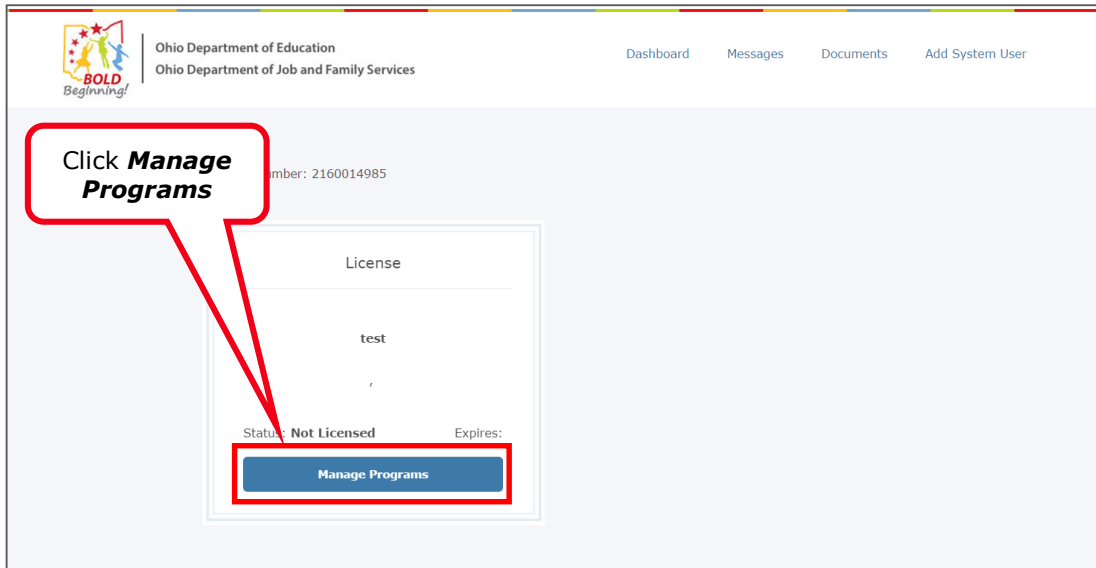 BOLD
Beginning!
Ohio Department of Education
Ohio Department of Job and Family Services
Dashboard Messages Documents Add System User
Click Manage
Programs
umber: 2160014985
License
test
,
Status: Not Licensed Expires:
Manage Programs